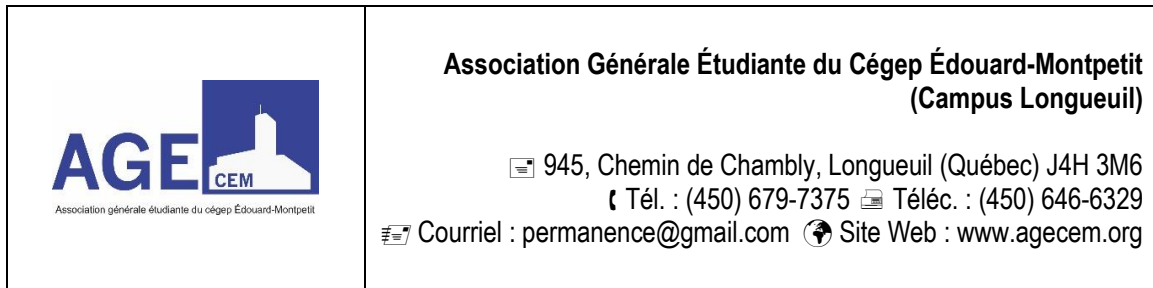 AGE
CEM
Association générale étudiante du cégep Édouard-Montpetit
Association Générale Étudiante du Cégep Édouard-Montpetit
(Campus Longueuil)
945, Chemin de Chambly, Longueuil (Québec) J4H 3M6
Tél. : (450) 679-7375 Téléc. : (450) 646-6329
Courriel : permanence@gmail.com Site Web : www.agecem.org